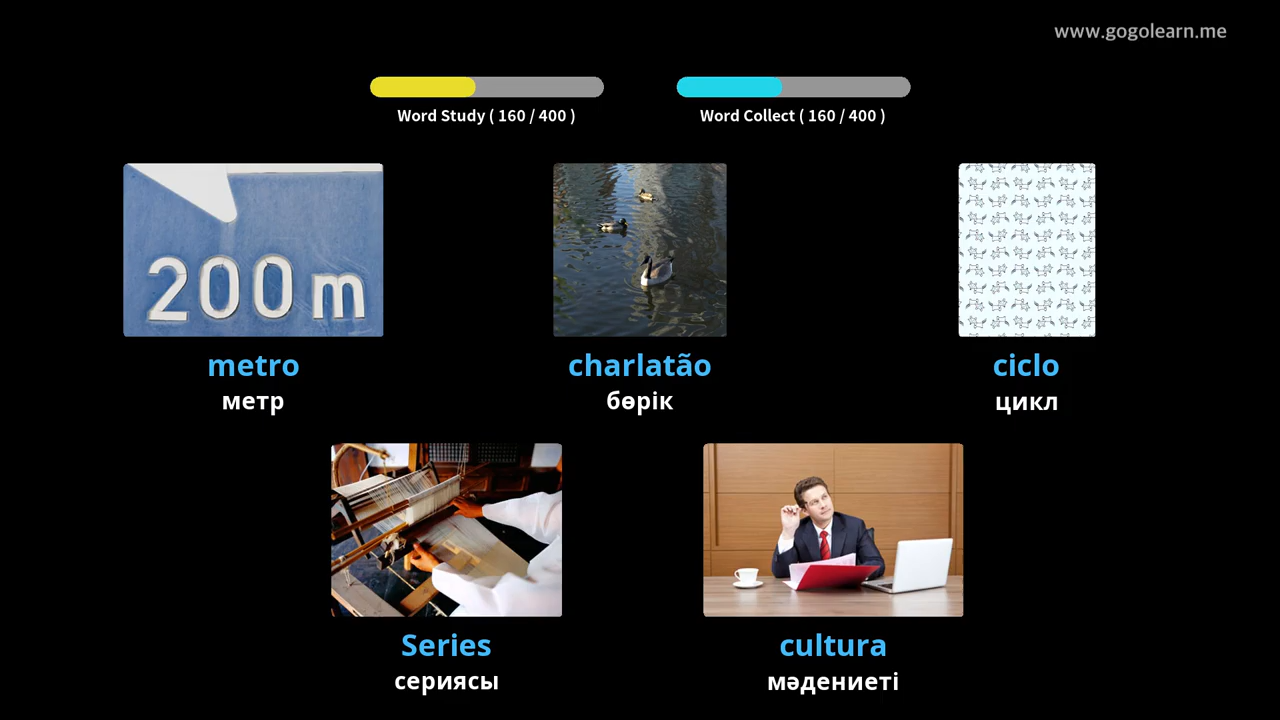 www.gogolearn.me
Word Study ( 160 / 400 )
Word Collect ( 160 / 400 )
200 m
metro
метр
charlatão
бөрік
ciclo
цикл
Series
сериясы
cultura
мәдениеті